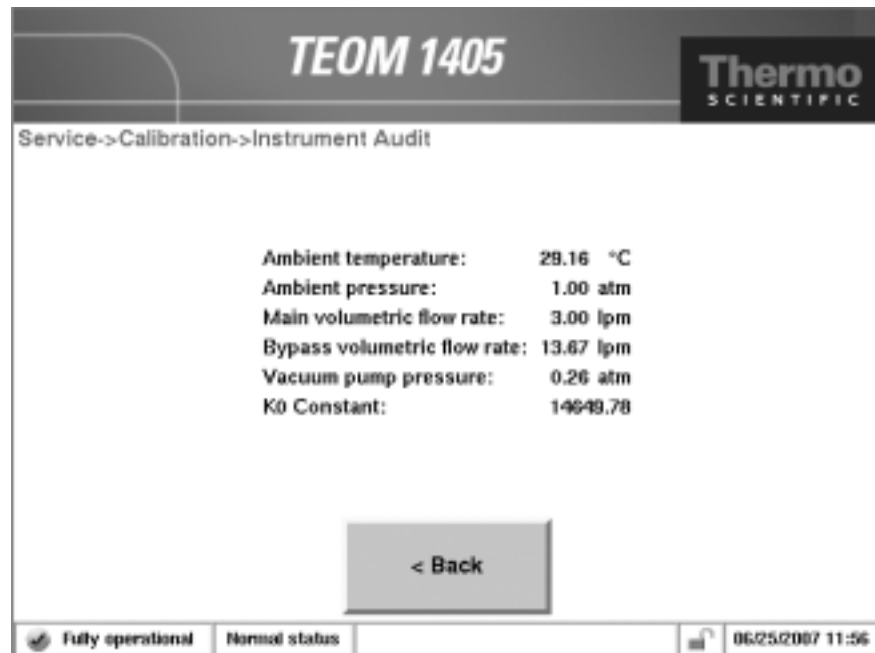 TEOM 1405
Thermo
SCIENTIFIC
Service->Calibration->Instrument Audit
Ambient temperature: 29.16 °C
Ambient pressure: 1.00 atm
Main volumetric flow rate: 3.00 lpm
Bypass volumetric flow rate: 13.67 lpm
Vacuum pump pressure: 0.26 atm
K0 Constant: 14649.78
< Back
Fully operational Normal status 06/25/2007 11:56